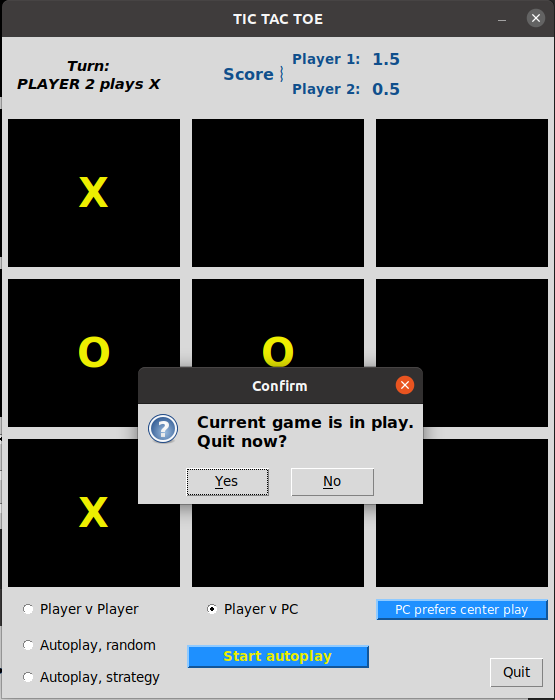 TIC TAC TOE
Turn:
PLAYER 2 plays X
Score
Player 1: 1.5
Player 2: 0.5
X
O O
Confirm
Current game is in play.
Quit now?
Yes No
X
Player v Player
Player v PC
PC prefers center play
Autoplay, random
Start autoplay
Autoplay, strategy
Quit